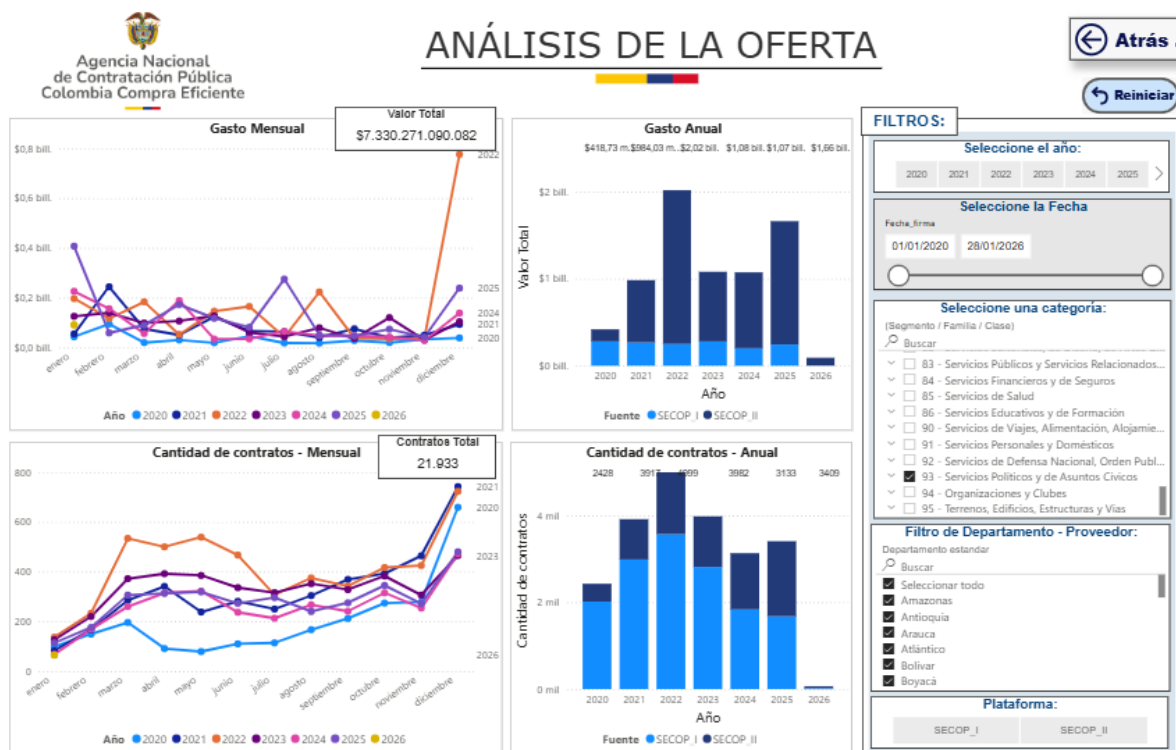 Agencia Nacional
de Contratación Pública
Colombia Compra Eficiente
ANÁLISIS DE LA OFERTA
Atrás
Reiniciar
Gasto Mensual
Valor Total
$7.330.271.090.082
$0,8 bill.
$0,6 bill.
$0,4 bill.
$0,2 bill.
$0,0 bill.
2022
2025
2024
2021
2020
enero
febrero
marzo
abril
mayo
junio
julio
agosto
septiembre
octubre
noviembre
diciembre
Año 2020 2021 2022 2023 2024 2025 2026
Gasto Anual
$418,73 m... $984,03 m... $2,02 bill. $1,08 bill. $1,07 bill. $1,66 bill.
Valor Total
$2 bill.
$1 bill.
$0 bill.
2020 2021 2022 2023 2024 2025 2026
Año
Fuente SECOP_I SECOP_II
Cantidad de contratos - Mensual
Contratos Total
21.933
800
600
400
200
0
2021
2020
2023
2026
enero
febrero
marzo
abril
mayo
junio
julio
agosto
septiembre
octubre
noviembre
diciembre
Año 2020 2021 2022 2023 2024 2025 2026
Cantidad de contratos - Anual
2428 3917 4999 3982 3133 3409
Cantidad de contratos
4 mil
2 mil
0 mil
2020 2021 2022 2023 2024 2025 2026
Año
Fuente SECOP_I SECOP_II
FILTROS:
Seleccione el año:
2020 2021 2022 2023 2024 2025
Seleccione la Fecha
Fecha_firma
01/01/2020 28/01/2026
Seleccione una categoría:
(Segmento / Familia / Clase)
Buscar
83 - Servicios Públicos y Servicios Relacionados...
84 - Servicios Financieros y de Seguros
85 - Servicios de Salud
86 - Servicios Educativos y de Formación
90 - Servicios de Viajes, Alimentación, Alojamie...
91 - Servicios Personales y Domésticos
92 - Servicios de Defensa Nacional, Orden Publ...
93 - Servicios Políticos y de Asuntos Cívicos
94 - Organizaciones y Clubes
95 - Terrenos, Edificios, Estructuras y Vías
Filtro de Departamento - Proveedor:
Departamento estandar
Buscar
Seleccionar todo
Amazonas
Antioquia
Arauca
Atlántico
Bolívar
Boyacá
Plataforma:
SECOP_I SECOP_II